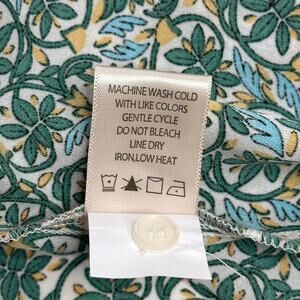 MACHINE WASH COLD
WITH LIKE COLORS
GENTLE CYCLE
DO NOT BLEACH
LINE DRY
IRON,LOW HEAT